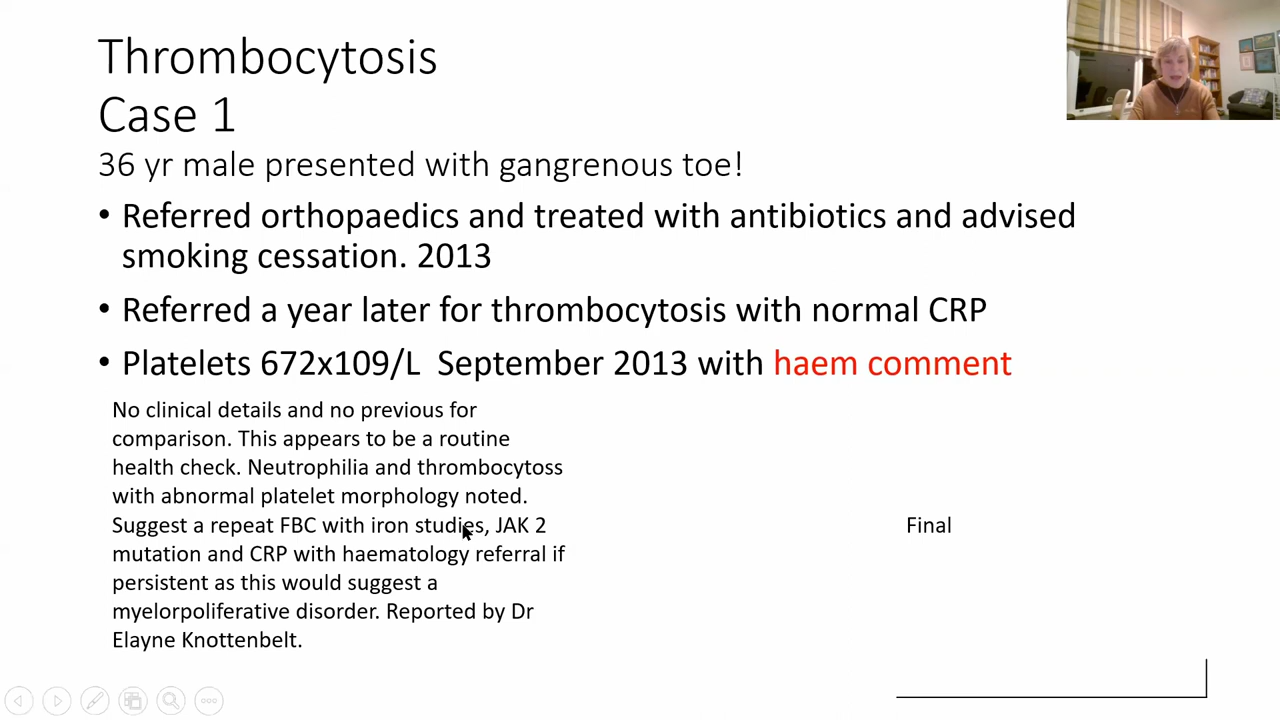 Thrombocytosis
Case 1
36 yr male presented with gangrenous toe!
• Referred orthopaedics and treated with antibiotics and advised
smoking cessation. 2013
• Referred a year later for thrombocytosis with normal CRP
• Platelets 672x109/L  September 2013 with haem comment
No clinical details and no previous for
comparison. This appears to be a routine
health check. Neutrophilia and thrombocytoss
with abnormal platelet morphology noted.
Suggest a repeat FBC with iron studies, JAK 2
mutation and CRP with haematology referral if
persistent as this would suggest a
myelorpoliferative disorder. Reported by Dr
Elayne Knottenbelt.
Final